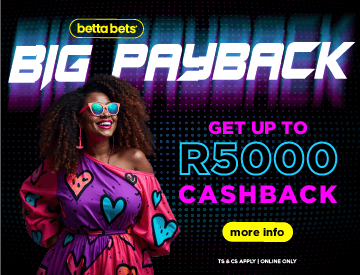 betta bets
BIG PAYBACK
GET UP TO
R5000
CASHBACK
more info
TS & CS APPLY | ONLINE ONLY